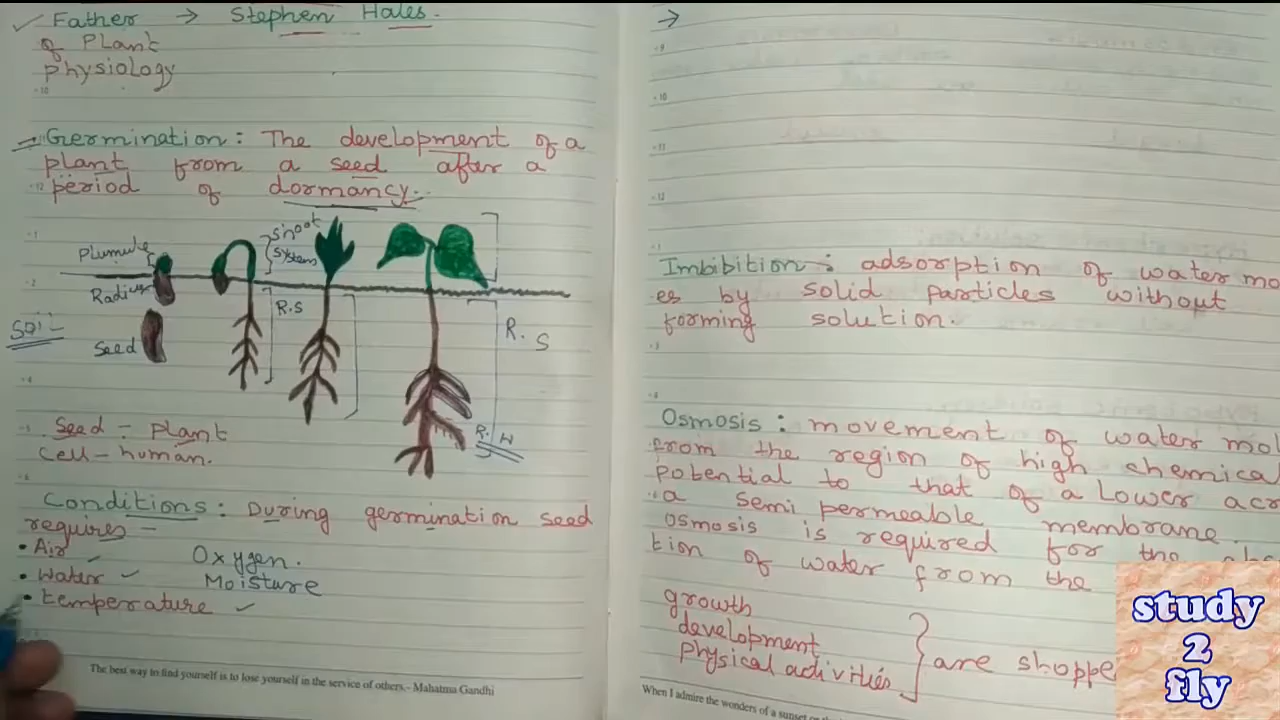 Father → Stephen Hales.
of Plant
Physiology
Germination: The development of a
plant from a seed after a
period of dormancy.
Plumule
Radius
Seed
SOIL
Shoot
system
R.S
R.S
R.H
Seed - plant
Cell - human.
Conditions: During germination seed
requires -
• Air Oxygen.
• Water Moisture
• temperature
The best way to find yourself is to lose yourself in the service of others.- Mahatma Gandhi
→
Imbibition: adsorption of water mo
es by solid particles without
forming solution.
Osmosis: movement of water mol
from the region of high chemical
potential to that of a Lower acr
a semi permeable membrane.
osmosis is required for the
tion of water from the
growth
development
physical activities
are shoppe
When I admire the wonders of a sunset or the
study
2
fly